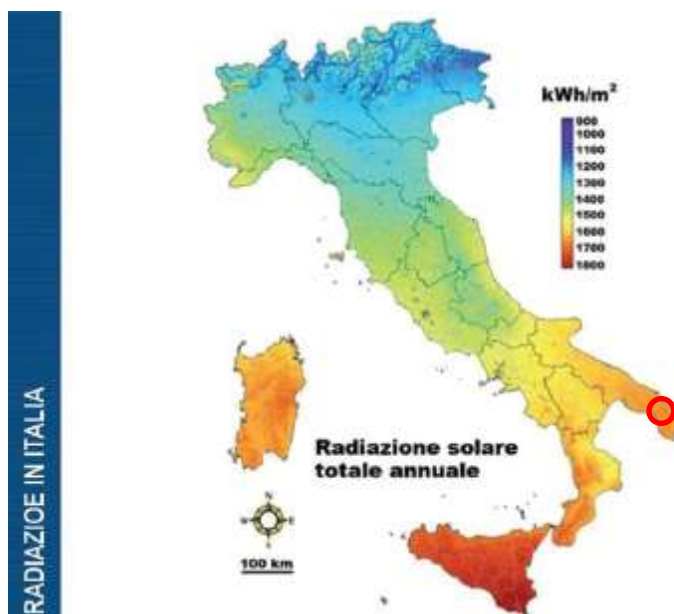 RADIAZIOE IN ITALIA
kWh/m²
900
1000
1100
1200
1300
1400
1500
1600
1700
1800
Radiazione solare
totale annuale
N
W E
S
100 km